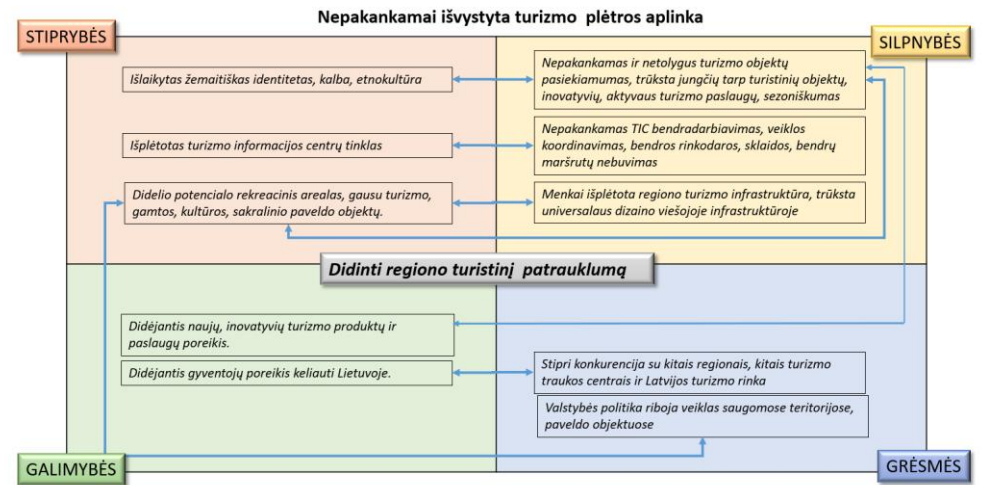 Nepakankamai išvystyta turizmo plėtros aplinka
STIPRYBĖS
SILPNYBĖS
Išlaikytas žemaitiškas identitetas, kalba, etnokultūra
Nepakankamas ir netolygus turizmo objektų
pasiekiamumas, trūksta jungčių tarp turistinių objektų,
inovatyvių, aktyvaus turizmo paslaugų, sezoniškumas
Išplėtotas turizmo informacijos centrų tinklas
Nepakankamas TIC bendradarbiavimas, veiklos
koordinavimas, bendros rinkodaros, sklaidos, bendrų
maršrutų nebuvimas
Didelio potencialo rekreacinis arealas, gausu turizmo,
gamtos, kultūros, sakralinio paveldo objektų.
Menkai išplėtota regiono turizmo infrastruktūra, trūksta
universalaus dizaino viešojoje infrastruktūroje
Didinti regiono turistinį patrauklumą
Didėjantis naujų, inovatyvių turizmo produktų ir
paslaugų poreikis.
Didėjantis gyventojų poreikis keliauti Lietuvoje.
Stipri konkurencija su kitais regionais, kitais turizmo
traukos centrais ir Latvijos turizmo rinka
Valstybės politika riboja veiklas saugomose teritorijose,
paveldo objektuose
GALIMYBĖS
GRĖSMĖS